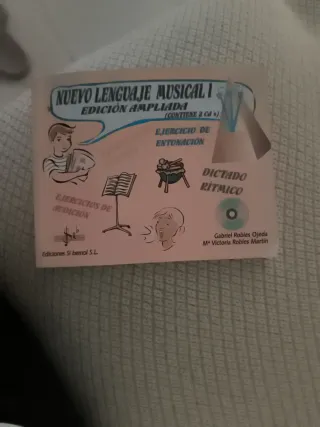 NUEVO LENGUAJE MUSICAL I
EDICIÓN AMPLIADA
(CONTIENE 2 CD's)
EJERCICIO DE
ENTONACIÓN
DICTADO
RÍTMICO
EJERCICIOS DE
AUDICIÓN
Gabriel Robles Ojeda
Mª Victoria Robles Martín
Ediciones Si bemol S.L.